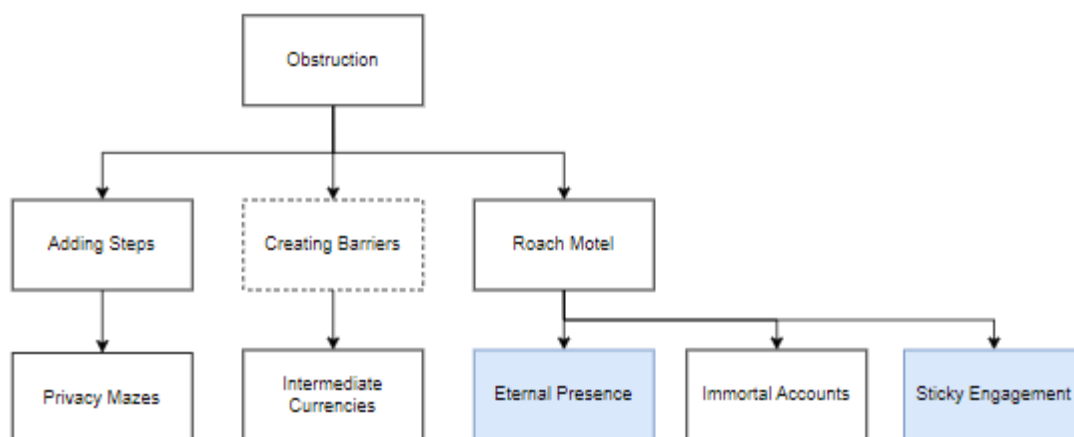 Obstruction
Adding Steps
Creating Barriers
Roach Motel
Privacy Mazes
Intermediate
Currencies
Eternal Presence
Immortal Accounts
Sticky Engagement